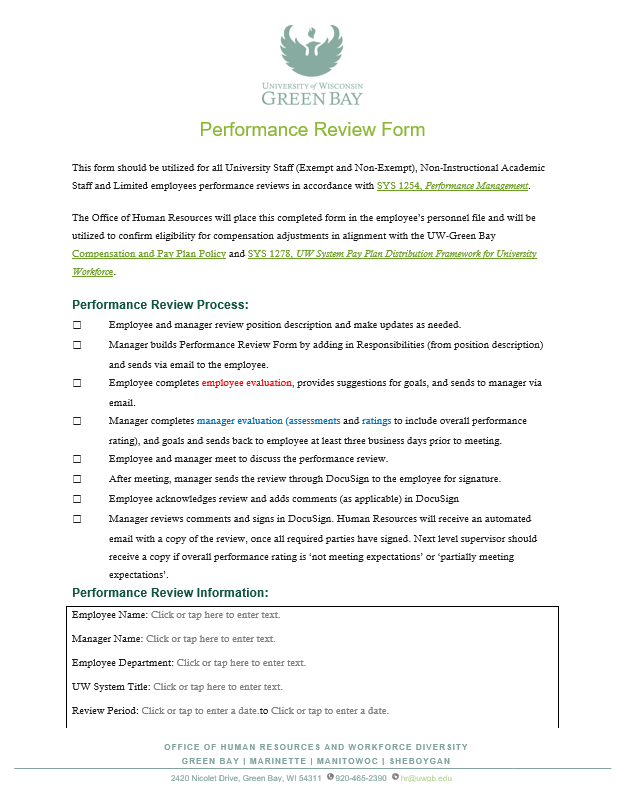 UNIVERSITY of WISCONSIN
GREEN BAY
Performance Review Form
This form should be utilized for all University Staff (Exempt and Non-Exempt), Non-Instructional Academic
Staff and Limited employees performance reviews in accordance with SYS 1254, Performance Management.
The Office of Human Resources will place this completed form in the employee's personnel file and will be
utilized to confirm eligibility for compensation adjustments in alignment with the UW-Green Bay
Compensation and Pay Plan Policy and SYS 1278, UW System Pay Plan Distribution Framework for University
Workforce.
Performance Review Process:
☐ Employee and manager review position description and make updates as needed.
☐ Manager builds Performance Review Form by adding in Responsibilities (from position description)
and sends via email to the employee.
☐ Employee completes employee evaluation, provides suggestions for goals, and sends to manager via
email.
☐ Manager completes manager evaluation (assessments and ratings to include overall performance
rating), and goals and sends back to employee at least three business days prior to meeting.
☐ Employee and manager meet to discuss the performance review.
☐ After meeting, manager sends the review through DocuSign to the employee for signature.
☐ Employee acknowledges review and adds comments (as applicable) in DocuSign
☐ Manager reviews comments and signs in DocuSign. Human Resources will receive an automated
email with a copy of the review, once all required parties have signed. Next level supervisor should
receive a copy if overall performance rating is 'not meeting expectations' or 'partially meeting
expectations'.
Performance Review Information:
Employee Name: Click or tap here to enter text.
Manager Name: Click or tap here to enter text.
Employee Department: Click or tap here to enter text.
UW System Title: Click or tap here to enter text.
Review Period: Click or tap to enter a date.to Click or tap to enter a date.
OFFICE OF HUMAN RESOURCES AND WORKFORCE DIVERSITY
GREEN BAY | MARINETTE | MANITOWOC | SHEBOYGAN
2420 Nicolet Drive, Green Bay, WI 54311 920-465-2390 hr@uwgb.edu